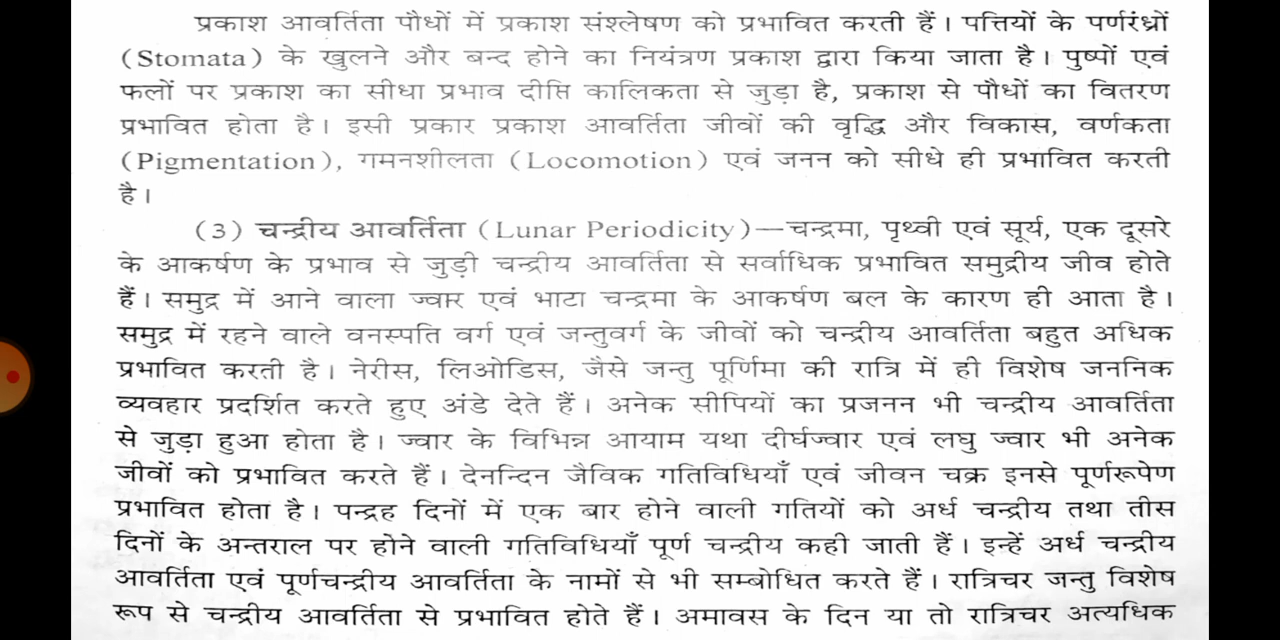 प्रकाश आवर्तिता पौधों में प्रकाश संश्लेषण को प्रभावित करती हैं। पत्तियों के पर्णरंध्रों
(Stomata) के खुलने और बन्द होने का नियंत्रण प्रकाश द्वारा किया जाता है। पुष्पों एवं
फलों पर प्रकाश का सीधा प्रभाव दीप्ति कालिकता से जुड़ा है, प्रकाश से पौधों का वितरण
प्रभावित होता है। इसी प्रकार प्रकाश आवर्तिता जीवों की वृद्धि और विकास, वर्णकता
(Pigmentation), गमनशीलता (Locomotion) एवं जनन को सीधे ही प्रभावित करती
है।
(3) चन्द्रीय आवर्तिता (Lunar Periodicity)—चन्द्रमा, पृथ्वी एवं सूर्य, एक दूसरे
के आकर्षण के प्रभाव से जुड़ी चन्द्रीय आवर्तिता से सर्वाधिक प्रभावित समुद्रीय जीव होते
हैं। समुद्र में आने वाला ज्वार एवं भाटा चन्द्रमा के आकर्षण बल के कारण ही आता है।
समुद्र में रहने वाले वनस्पति वर्ग एवं जन्तुवर्ग के जीवों को चन्द्रीय आवर्तिता बहुत अधिक
प्रभावित करती है। नेरीस, लिओडिस, जैसे जन्तु पूर्णिमा की रात्रि में ही विशेष जननिक
व्यवहार प्रदर्शित करते हुए अंडे देते हैं। अनेक सीपियों का प्रजनन भी चन्द्रीय आवर्तिता
से जुड़ा हुआ होता है। ज्वार के विभिन्न आयाम यथा दीर्घज्वार एवं लघु ज्वार भी अनेक
जीवों को प्रभावित करते हैं। देनन्दिन जैविक गतिविधियाँ एवं जीवन चक्र इनसे पूर्णरूपेण
प्रभावित होता है। पन्द्रह दिनों में एक बार होने वाली गतियों को अर्ध चन्द्रीय तथा तीस
दिनों के अन्तराल पर होने वाली गतिविधियाँ पूर्ण चन्द्रीय कही जाती हैं। इन्हें अर्ध चन्द्रीय
आवर्तिता एवं पूर्णचन्द्रीय आवर्तिता के नामों से भी सम्बोधित करते हैं। रात्रिचर जन्तु विशेष
रूप से चन्द्रीय आवर्तिता से प्रभावित होते हैं। अमावस के दिन या तो रात्रिचर अत्यधिक